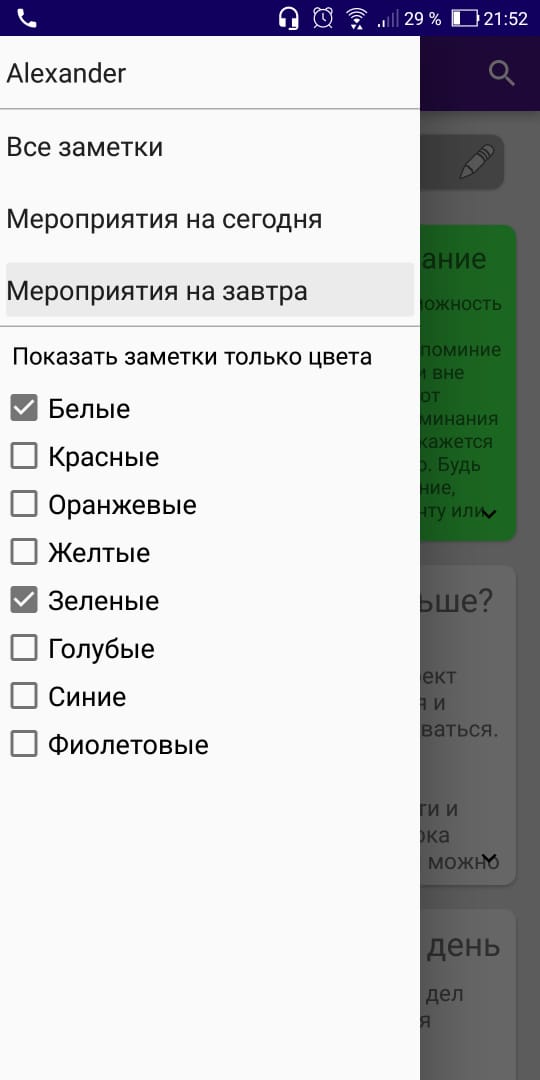 29 % 21:52
Alexander
Все заметки
Мероприятия на сегодня
Мероприятия на завтра
Показать заметки только цвета
Белые
Красные
Оранжевые
Желтые
Зеленые
Голубые
Синие
Фиолетовые
ание
ожность
поминие
и вне
от
минания
кажется
о. Будь
ние,
чту или
ьше?
ект
я и
ваться.
ти и
рка
можно
день
дел
я